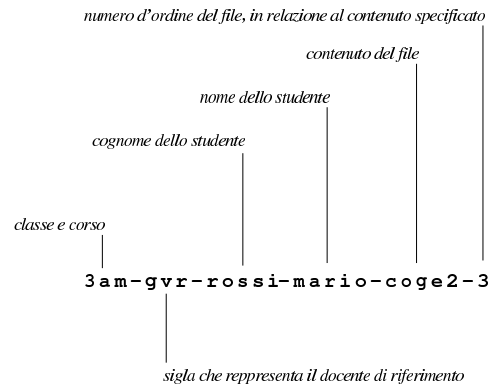 numero d'ordine del file, in relazione al contenuto specificato
contenuto del file
nome dello studente
cognome dello studente
classe e corso
3am-gvr-rossi-mario-coge2-3
sigla che reppresenta il docente di riferimento